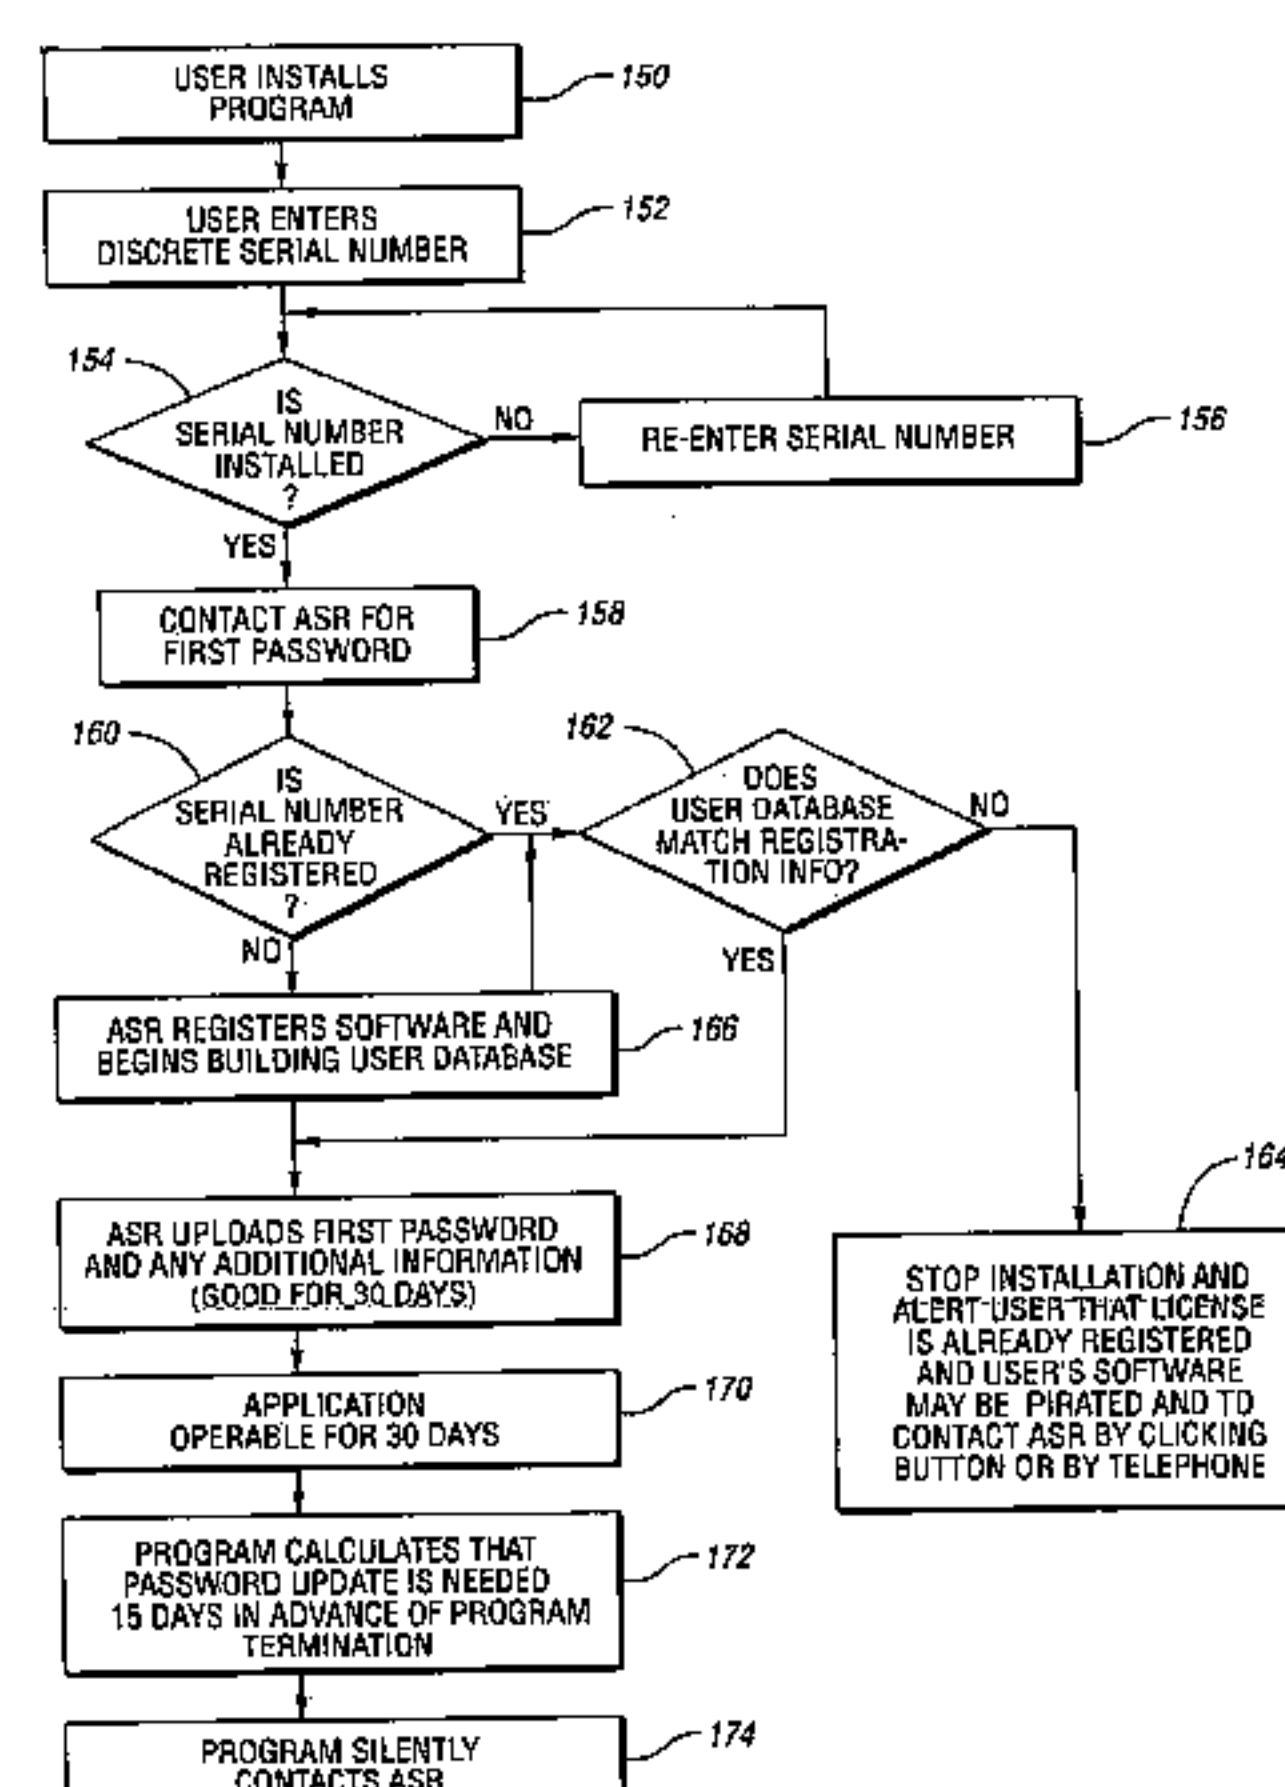 USER INSTALLS
PROGRAM
150
USER ENTERS
DISCRETE SERIAL NUMBER
152
154
IS
SERIAL NUMBER
INSTALLED
?
NO
RE-ENTER SERIAL NUMBER
156
YES
CONTACT ASR FOR
FIRST PASSWORD
158
160
IS
SERIAL NUMBER
ALREADY
REGISTERED
?
YES
NO
162
DOES
USER DATABASE
MATCH REGISTRA-
TION INFO?
NO
YES
ASR REGISTERS SOFTWARE AND
BEGINS BUILDING USER DATABASE
166
ASR UPLOADS FIRST PASSWORD
AND ANY ADDITIONAL INFORMATION
(GOOD FOR 30 DAYS)
168
164
STOP INSTALLATION AND
ALERT USER THAT LICENSE
IS ALREADY REGISTERED
AND USER'S SOFTWARE
MAY BE PIRATED AND TO
CONTACT ASR BY CLICKING
BUTTON OR BY TELEPHONE
APPLICATION
OPERABLE FOR 30 DAYS
170
PROGRAM CALCULATES THAT
PASSWORD UPDATE IS NEEDED
15 DAYS IN ADVANCE OF PROGRAM
TERMINATION
172
PROGRAM SILENTLY
CONTACTS ASR
174